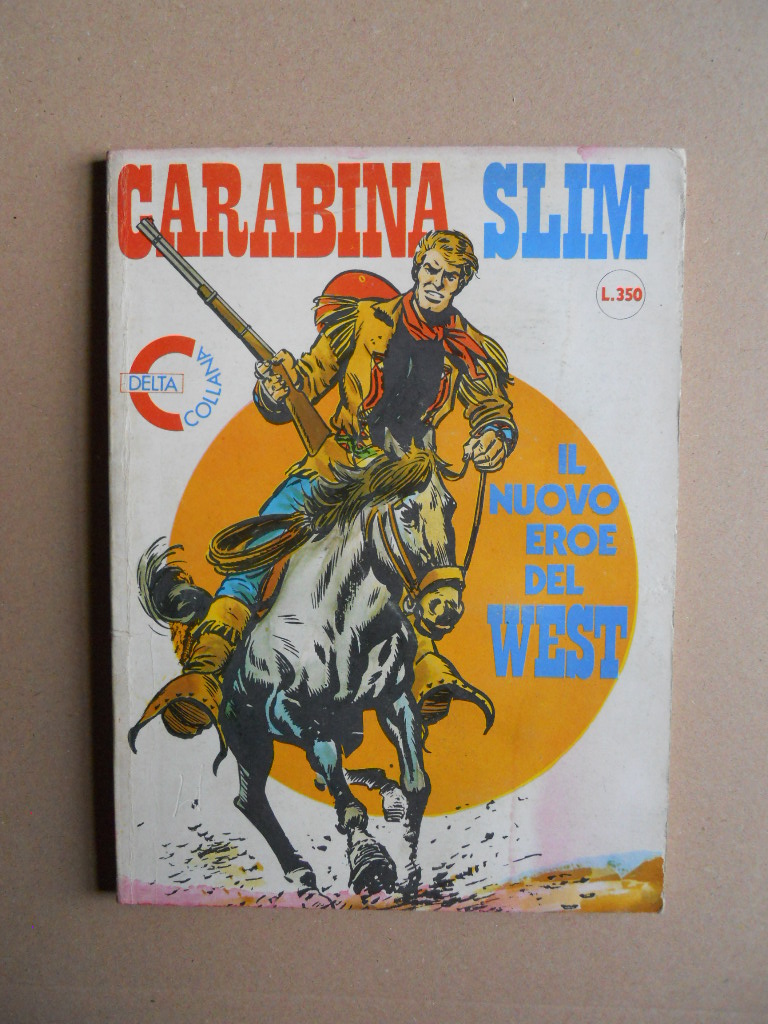 CARABINA SLIM
L.350
DELTA
COLLANA
IL
NUOVO
EROE
DEL
WEST